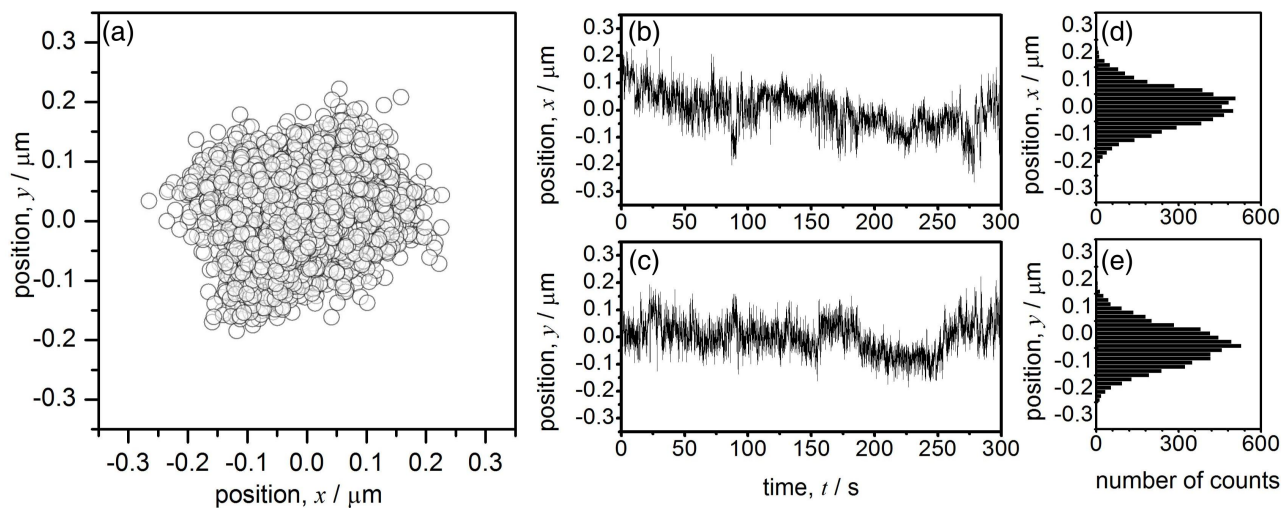 (a)
position, y / μm
0.3
0.2
0.1
0.0
-0.1
-0.2
-0.3
-0.3 -0.2 -0.1 0.0 0.1 0.2 0.3
position, x / μm
(b)
position, x / μm
0.3
0.2
0.1
0.0
-0.1
-0.2
-0.3
0 50 100 150 200 250 300
(c)
position, y / μm
0.3
0.2
0.1
0.0
-0.1
-0.2
-0.3
0 50 100 150 200 250 300
time, t / s
(d)
position, x / μm
0.3
0.2
0.1
0.0
-0.1
-0.2
-0.3
0 300 600
(e)
position, y / μm
0.3
0.2
0.1
0.0
-0.1
-0.2
-0.3
0 300 600
number of counts